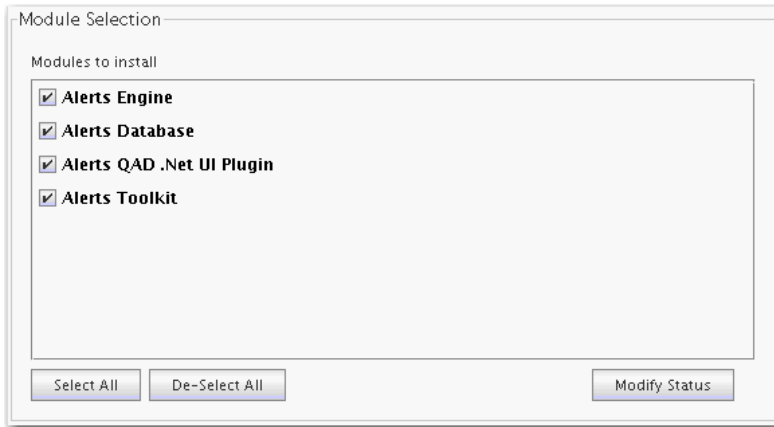 Module Selection
Modules to install
Alerts Engine
Alerts Database
Alerts QAD .Net UI Plugin
Alerts Toolkit
Select All De-Select All Modify Status